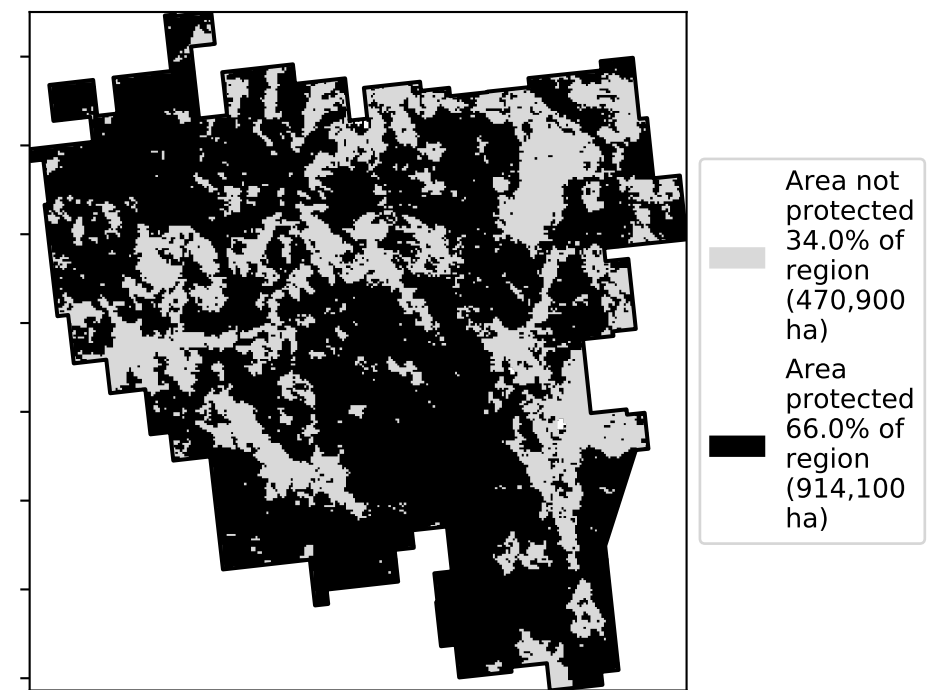 Area not
protected
34.0% of
region
(470,900
ha)
Area
protected
66.0% of
region
(914,100
ha)